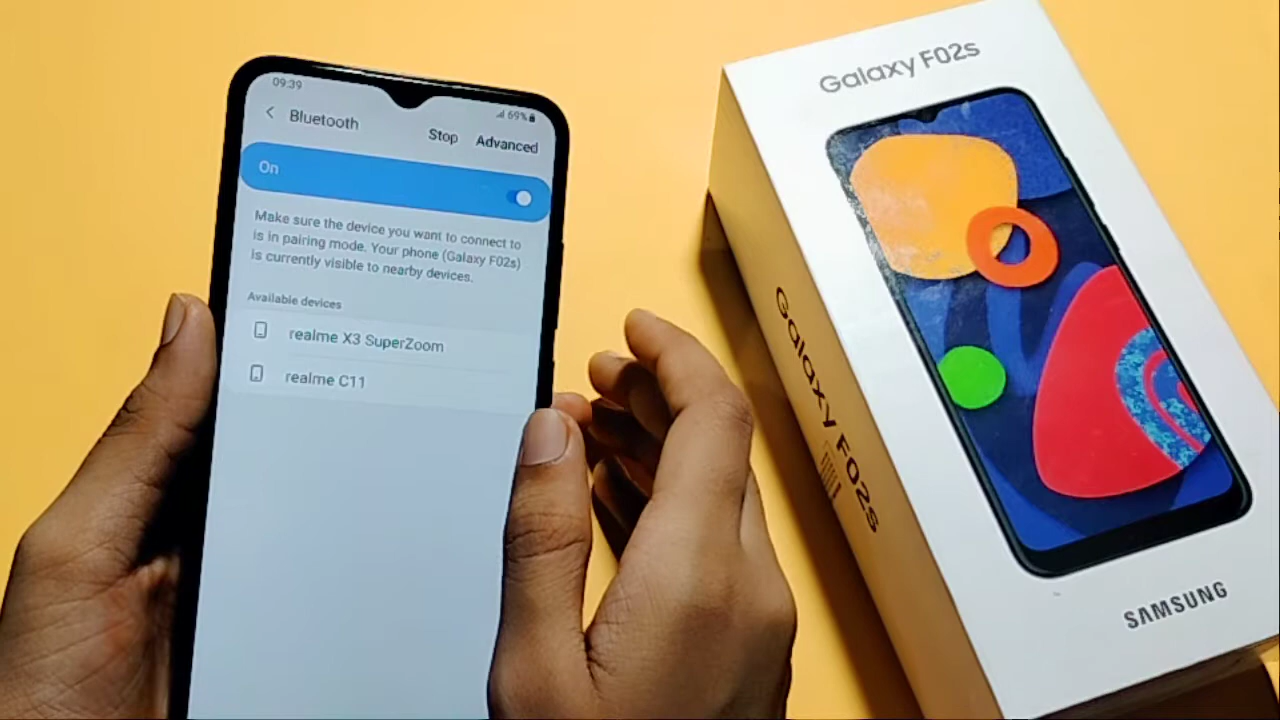 09:39
69%
Bluetooth
Stop
Advanced
On
Make sure the device you want to connect to
is in pairing mode. Your phone (Galaxy F02s)
is currently visible to nearby devices.
Available devices
realme X3 SuperZoom
realme C11
Galaxy F02s
Galaxy F02s
SAMSUNG